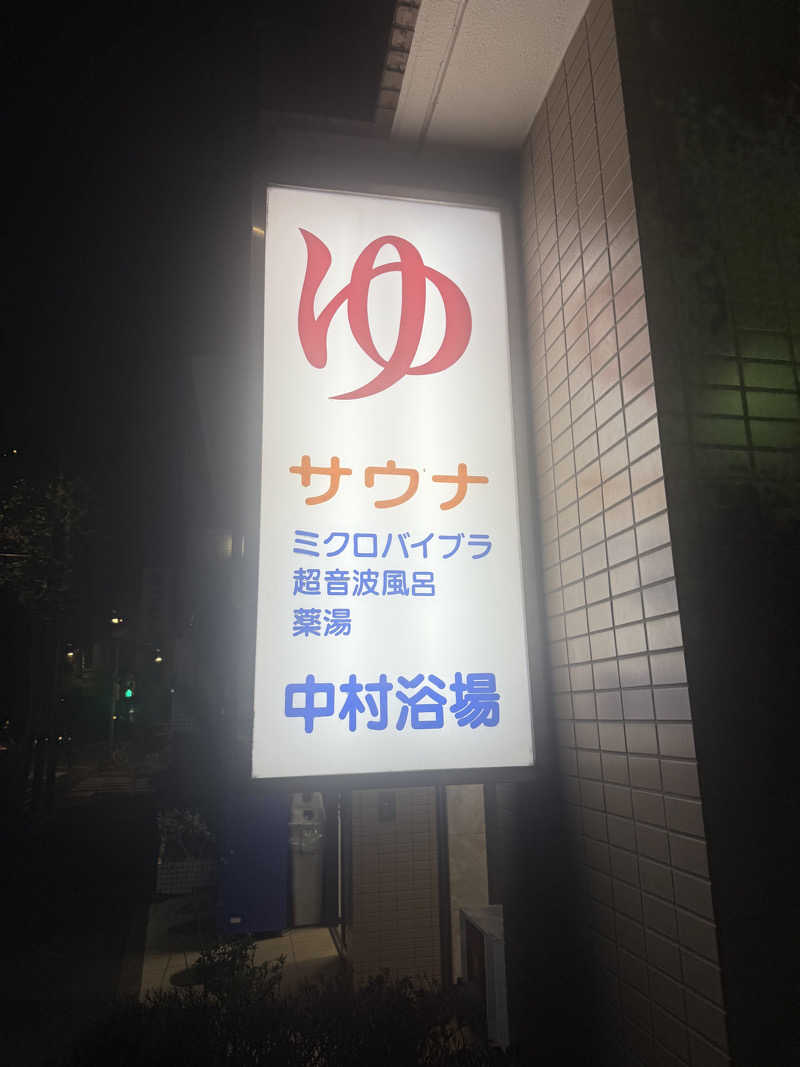 ゆ
サウナ
ミクロバイブラ
超音波風呂
薬湯
中村浴場